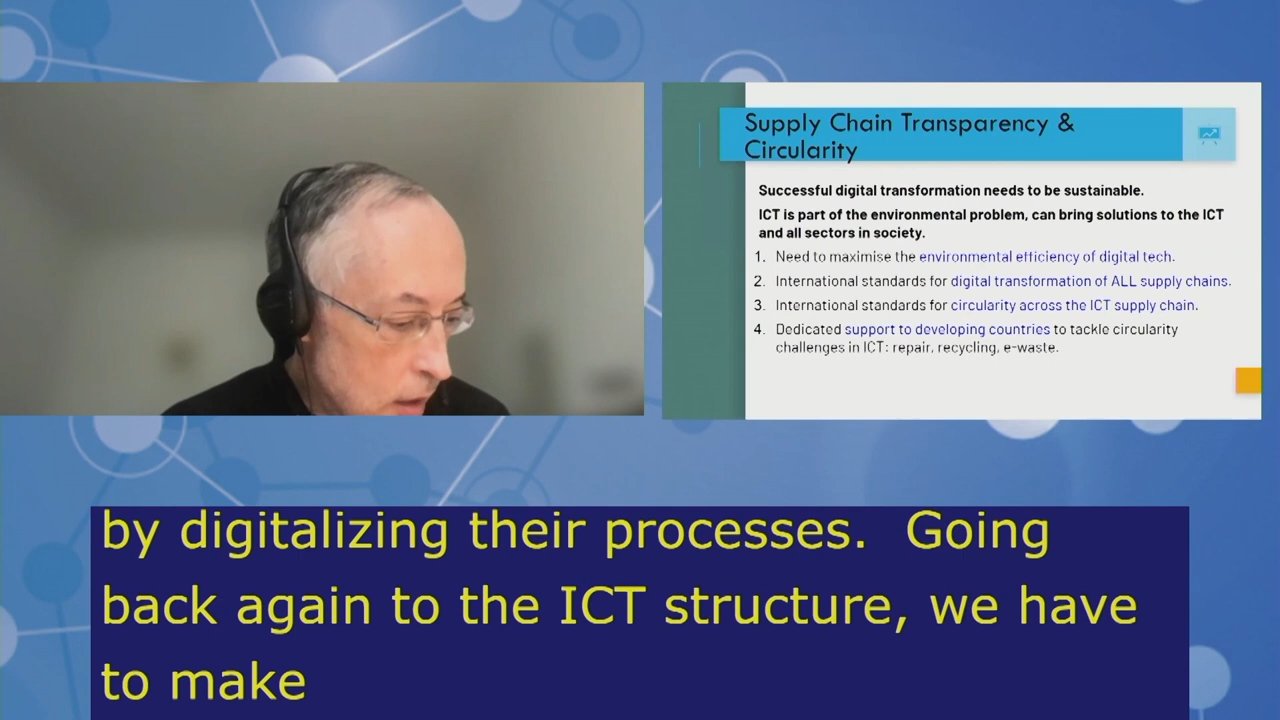 Supply Chain Transparency &
Circularity
Successful digital transformation needs to be sustainable.
ICT is part of the environmental problem, can bring solutions to the ICT
and all sectors in society.
1. Need to maximise the environmental efficiency of digital tech.
2. International standards for digital transformation of ALL supply chains.
3. International standards for circularity across the ICT supply chain.
4. Dedicated support to developing countries to tackle circularity
challenges in ICT: repair, recycling, e-waste.
by digitalizing their processes.  Going
back again to the ICT structure, we have
to make